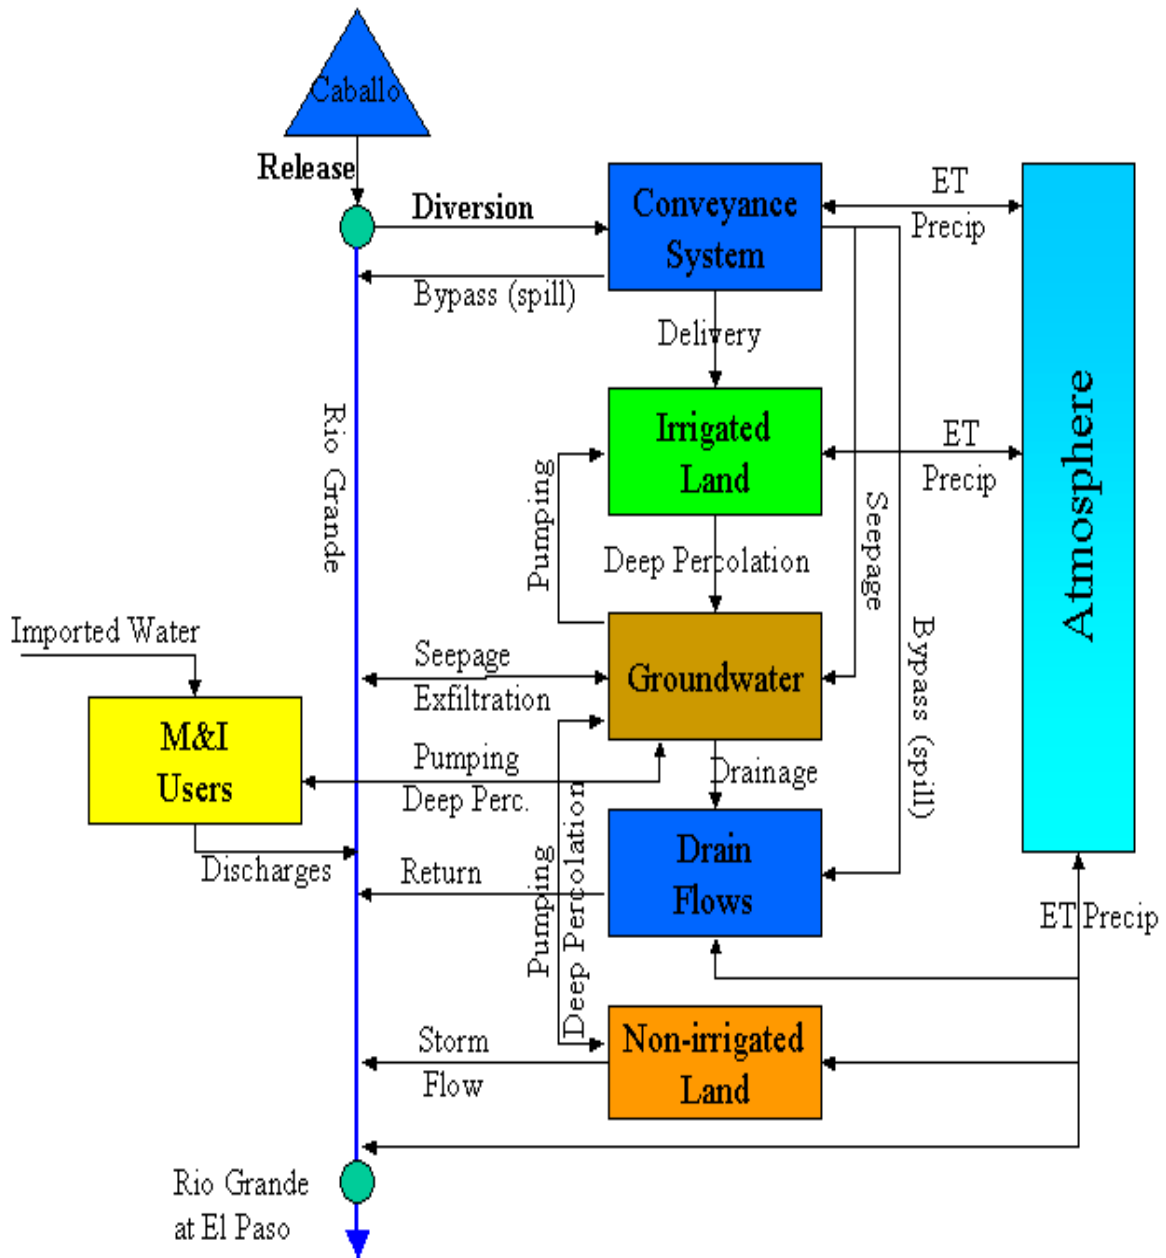 Caballo
Release
Diversion
Conveyance
System
ET
Precip
Bypass (spill)
Delivery
Rio Grande
Irrigated
Land
ET
Precip
Atmosphere
Pumping
Seepage
Deep Percolation
Bypass (spill)
Imported Water
Seepage
Exfiltration
Groundwater
M&I
Users
Pumping
Deep Perc.
Drainage
Discharges
Return
Drain
Flows
Pumping
Deep Percolation
ET Precip
Storm
Flow
Non-irrigated
Land
Rio Grande
at El Paso